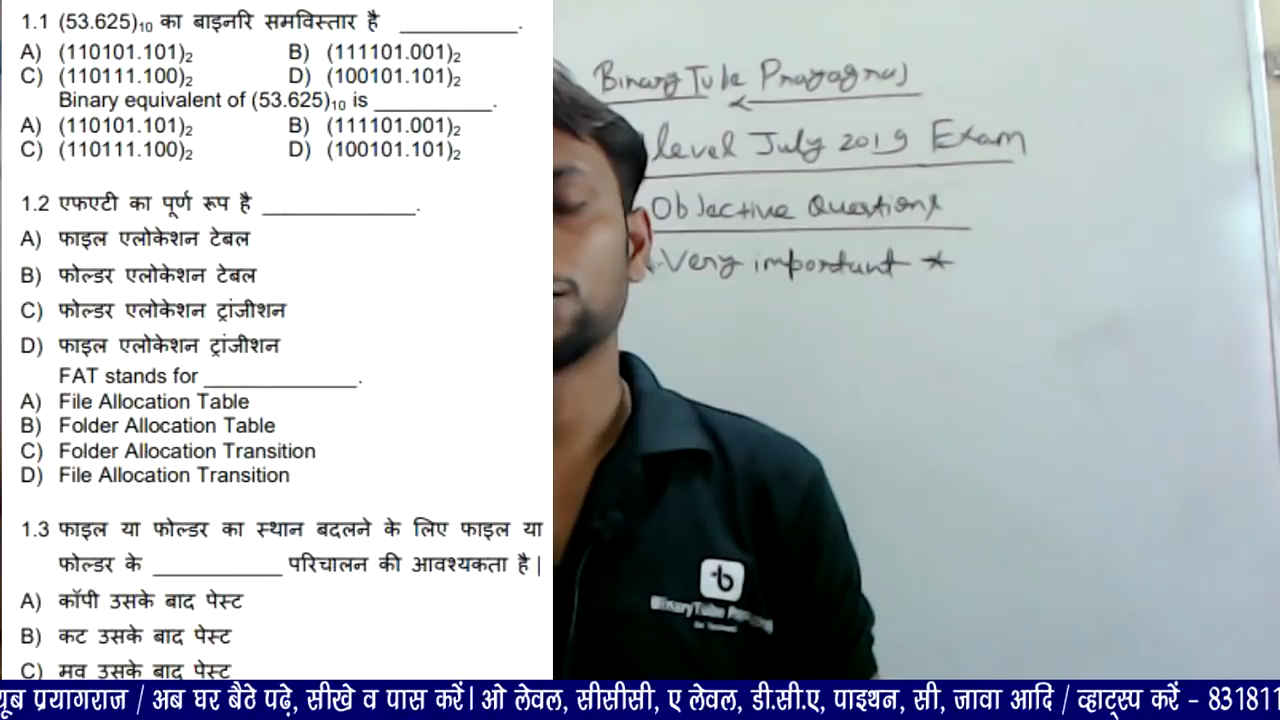 1.1 (53.625)₁₀ का बाइनरि समविस्तार है __________.
A) (110101.101)₂ B) (111101.001)₂
C) (110111.100)₂ D) (100101.101)₂
Binary equivalent of (53.625)₁₀ is __________.
A) (110101.101)₂ B) (111101.001)₂
C) (110111.100)₂ D) (100101.101)₂
1.2 एफएटी का पूर्ण रूप है _____________.
A) फाइल एलोकेशन टेबल
B) फोल्डर एलोकेशन टेबल
C) फोल्डर एलोकेशन ट्रांजीशन
D) फाइल एलोकेशन ट्रांजीशन
FAT stands for _____________.
A) File Allocation Table
B) Folder Allocation Table
C) Folder Allocation Transition
D) File Allocation Transition
1.3 फाइल या फोल्डर का स्थान बदलने के लिए फाइल या
फोल्डर के ___________ परिचालन की आवश्यकता है|
A) कॉपी उसके बाद पेस्ट
B) कट उसके बाद पेस्ट
C) मव उसके बाद पेस्ट
BinaryTube Prayagraj
level July 2019 Exam
Objective Questions
Very important *
b
BinaryTube
यूब प्रयागराज / अब घर बैठे पढ़े, सीखे व पास करें। ओ लेवल, सीसीसी, ए लेवल, डी.सी.ए, पाइथन, सी, जावा आदि / व्हाट्स्प करें - 831811